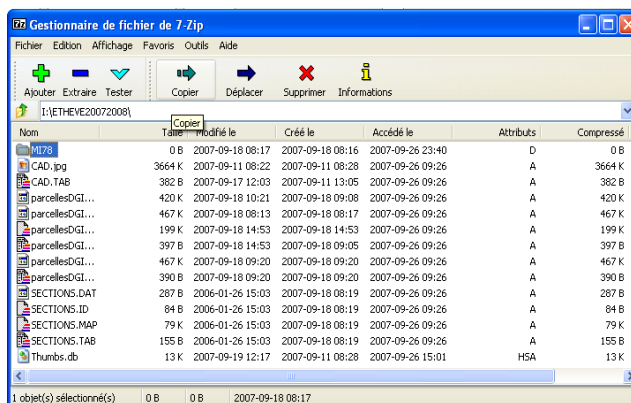 Gestionnaire de fichier de 7-Zip
Fichier Edition Affichage Favoris Outils Aide
Ajouter Extraire Tester Copier Déplacer Supprimer Informations
I:\ETHEVE20072008\
Copier
Nom Taille Modifié le Créé le Accédé le Attributs Compressé
MI78 0 B 2007-09-18 08:17 2007-09-18 08:16 2007-09-26 23:40 D 0 B
CAD.jpg 3664 K 2007-09-11 08:22 2007-09-11 08:28 2007-09-26 09:26 A 3664 K
CAD.TAB 382 B 2007-09-17 12:03 2007-09-11 13:05 2007-09-26 09:26 A 382 B
parcellesDGI... 420 K 2007-09-18 10:21 2007-09-18 09:08 2007-09-26 09:26 A 420 K
parcellesDGI... 467 K 2007-09-18 08:13 2007-09-18 08:17 2007-09-26 09:26 A 467 K
parcellesDGI... 199 K 2007-09-18 14:53 2007-09-18 14:53 2007-09-26 09:26 A 199 K
parcellesDGI... 397 B 2007-09-18 14:53 2007-09-18 09:05 2007-09-26 09:26 A 397 B
parcellesDGI... 467 K 2007-09-18 09:20 2007-09-18 09:20 2007-09-26 09:26 A 467 K
parcellesDGI... 390 B 2007-09-18 09:20 2007-09-18 09:20 2007-09-26 09:26 A 390 B
SECTIONS.DAT 287 B 2006-01-26 15:03 2007-09-18 08:19 2007-09-26 09:26 A 287 B
SECTIONS.ID 84 B 2006-01-26 15:03 2007-09-18 08:19 2007-09-26 09:26 A 84 B
SECTIONS.MAP 79 K 2006-01-26 15:03 2007-09-18 08:19 2007-09-26 09:26 A 79 K
SECTIONS.TAB 155 B 2006-01-26 15:03 2007-09-18 08:19 2007-09-26 09:26 A 155 B
Thumbs.db 13 K 2007-09-19 12:17 2007-09-11 08:28 2007-09-26 15:01 HSA 13 K
1 objet(s) sélectionné(s) 0 B 0 B 2007-09-18 08:17